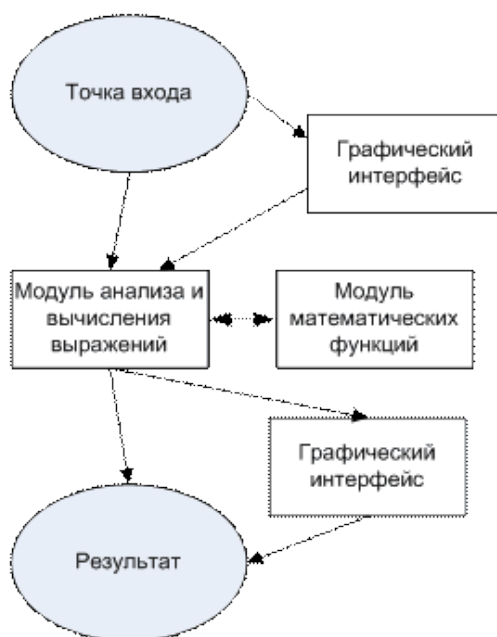 Точка входа
Графический
интерфейс
Модуль анализа и
вычисления
выражений
Модуль
математических
функций
Графический
интерфейс
Результат